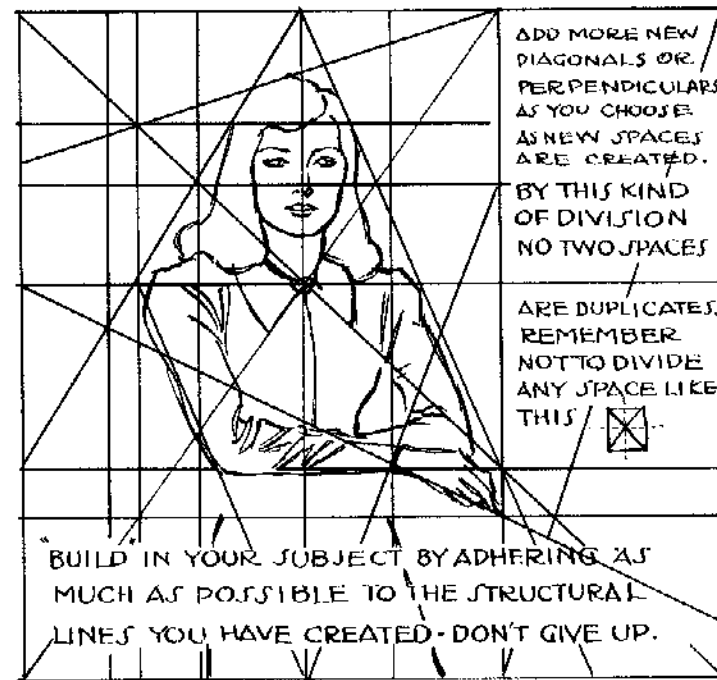 ADD MORE NEW
DIAGONALS OR
PERPENDICULARS
AS YOU CHOOSE
AS NEW SPACES
ARE CREATED.
BY THIS KIND
OF DIVISION
NO TWO SPACES
ARE DUPLICATES.
REMEMBER
NOT TO DIVIDE
ANY SPACE LIKE
THIS
"BUILD" IN YOUR SUBJECT BY ADHERING AS
MUCH AS POSSIBLE TO THE STRUCTURAL
LINES YOU HAVE CREATED - DON'T GIVE UP.